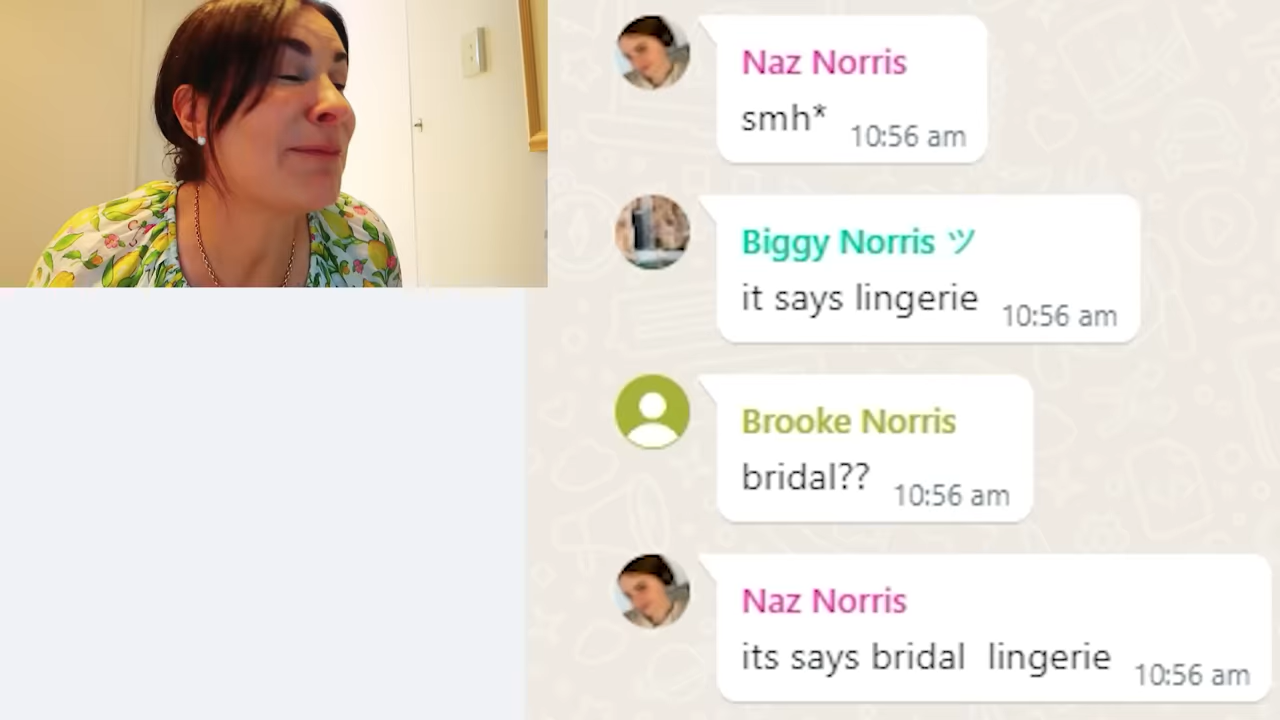 Naz Norris
smh*
10:56 am
Biggy Norris ツ
it says lingerie
10:56 am
Brooke Norris
bridal??
10:56 am
Naz Norris
its says bridal  lingerie
10:56 am